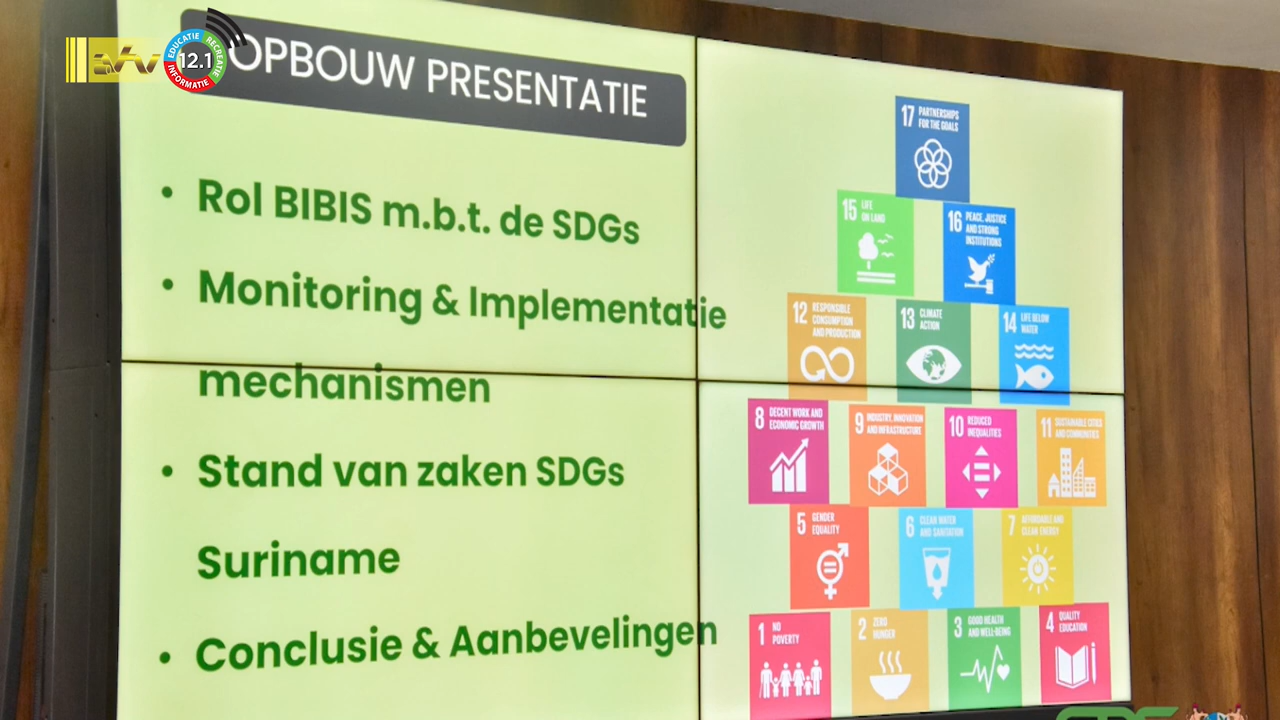 ATV
EDUCATIE
RECREATIE
INFORMATIE
12.1
OPBOUW PRESENTATIE
• Rol BIBIS m.b.t. de SDGs
• Monitoring & Implementatie
mechanismen
• Stand van zaken SDGs
Suriname
• Conclusie & Aanbevelingen
17 PARTNERSHIPS
FOR THE GOALS
15 LIFE
ON LAND
16 PEACE, JUSTICE
AND STRONG
INSTITUTIONS
12 RESPONSIBLE
CONSUMPTION
AND PRODUCTION
13 CLIMATE
ACTION
14 LIFE BELOW
WATER
8 DECENT WORK AND
ECONOMIC GROWTH
9 INDUSTRY, INNOVATION
AND INFRASTRUCTURE
10 REDUCED
INEQUALITIES
11 SUSTAINABLE CITIES
AND COMMUNITIES
5 GENDER
EQUALITY
6 CLEAN WATER
AND SANITATION
7 AFFORDABLE AND
CLEAN ENERGY
1 NO
POVERTY
2 ZERO
HUNGER
3 GOOD HEALTH
AND WELL-BEING
4 QUALITY
EDUCATION